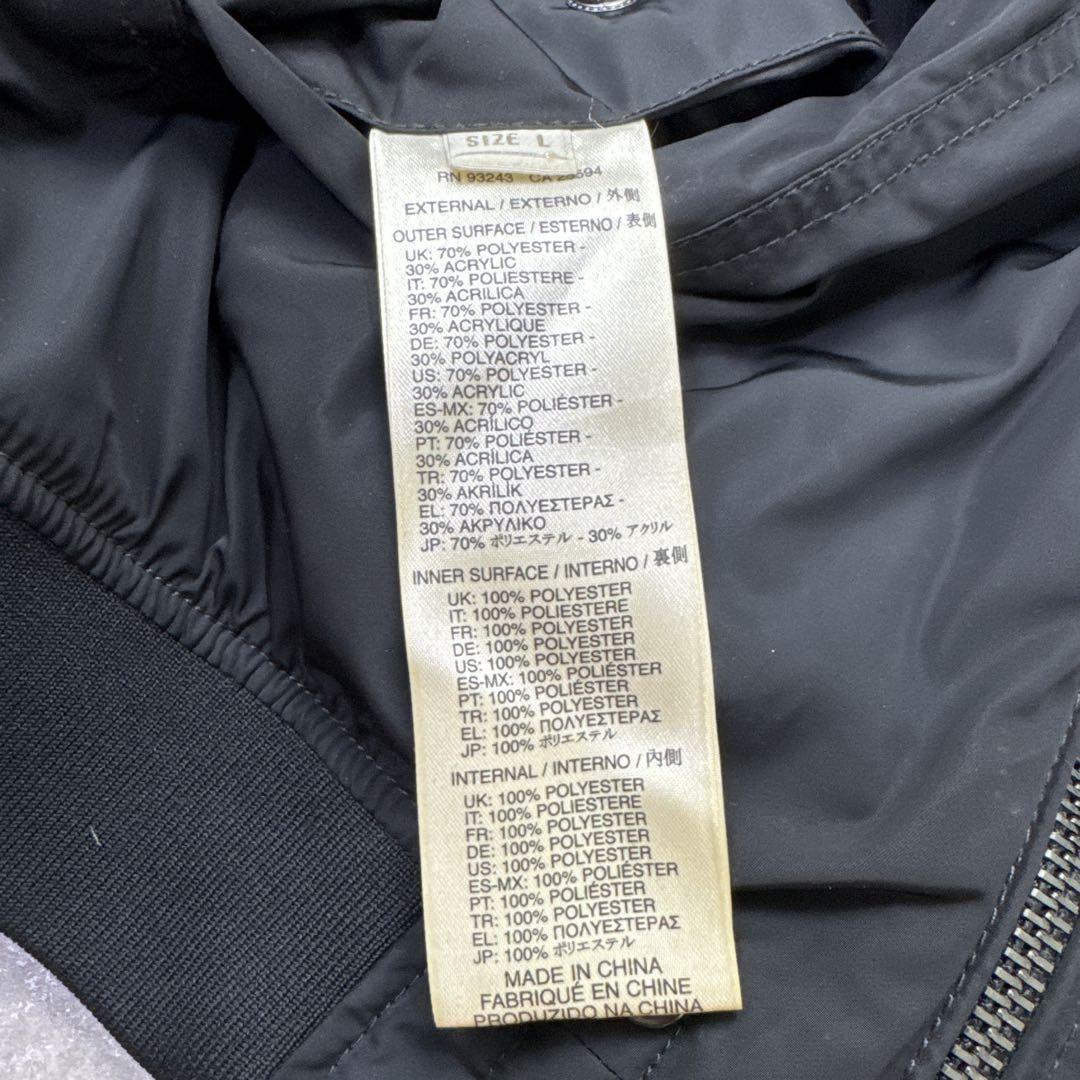 SIZE L
RN 93243 CA 25594
EXTERNAL / EXTERNO / 外側
OUTER SURFACE / ESTERNO / 表側
UK: 70% POLYESTER -
30% ACRYLIC
IT: 70% POLIESTERE -
30% ACRILICA
FR: 70% POLYESTER -
30% ACRYLIQUE
DE: 70% POLYESTER -
30% POLYACRYL
US: 70% POLYESTER -
30% ACRYLIC
ES-MX: 70% POLIÉSTER -
30% ACRÍLICO
PT: 70% POLIÉSTER -
30% ACRÍLICA
TR: 70% POLYESTER -
30% AKRİLİK
EL: 70% ΠΟΛΥΕΣΤΕΡΑΣ -
30% ΑΚΡΥΛΙΚΟ
JP: 70% ポリエステル - 30% アクリル
INNER SURFACE / INTERNO / 裏側
UK: 100% POLYESTER
IT: 100% POLIESTERE
FR: 100% POLYESTER
DE: 100% POLYESTER
US: 100% POLYESTER
ES-MX: 100% POLIÉSTER
PT: 100% POLIÉSTER
TR: 100% POLYESTER
EL: 100% ΠΟΛΥΕΣΤΕΡΑΣ
JP: 100% ポリエステル
INTERNAL / INTERNO / 内側
UK: 100% POLYESTER
IT: 100% POLIESTERE
FR: 100% POLYESTER
DE: 100% POLYESTER
US: 100% POLYESTER
ES-MX: 100% POLIÉSTER
PT: 100% POLIÉSTER
TR: 100% POLYESTER
EL: 100% ΠΟΛΥΕΣΤΕΡΑΣ
JP: 100% ポリエステル
MADE IN CHINA
FABRIQUÉ EN CHINE
PRODUZIDO NA CHINA